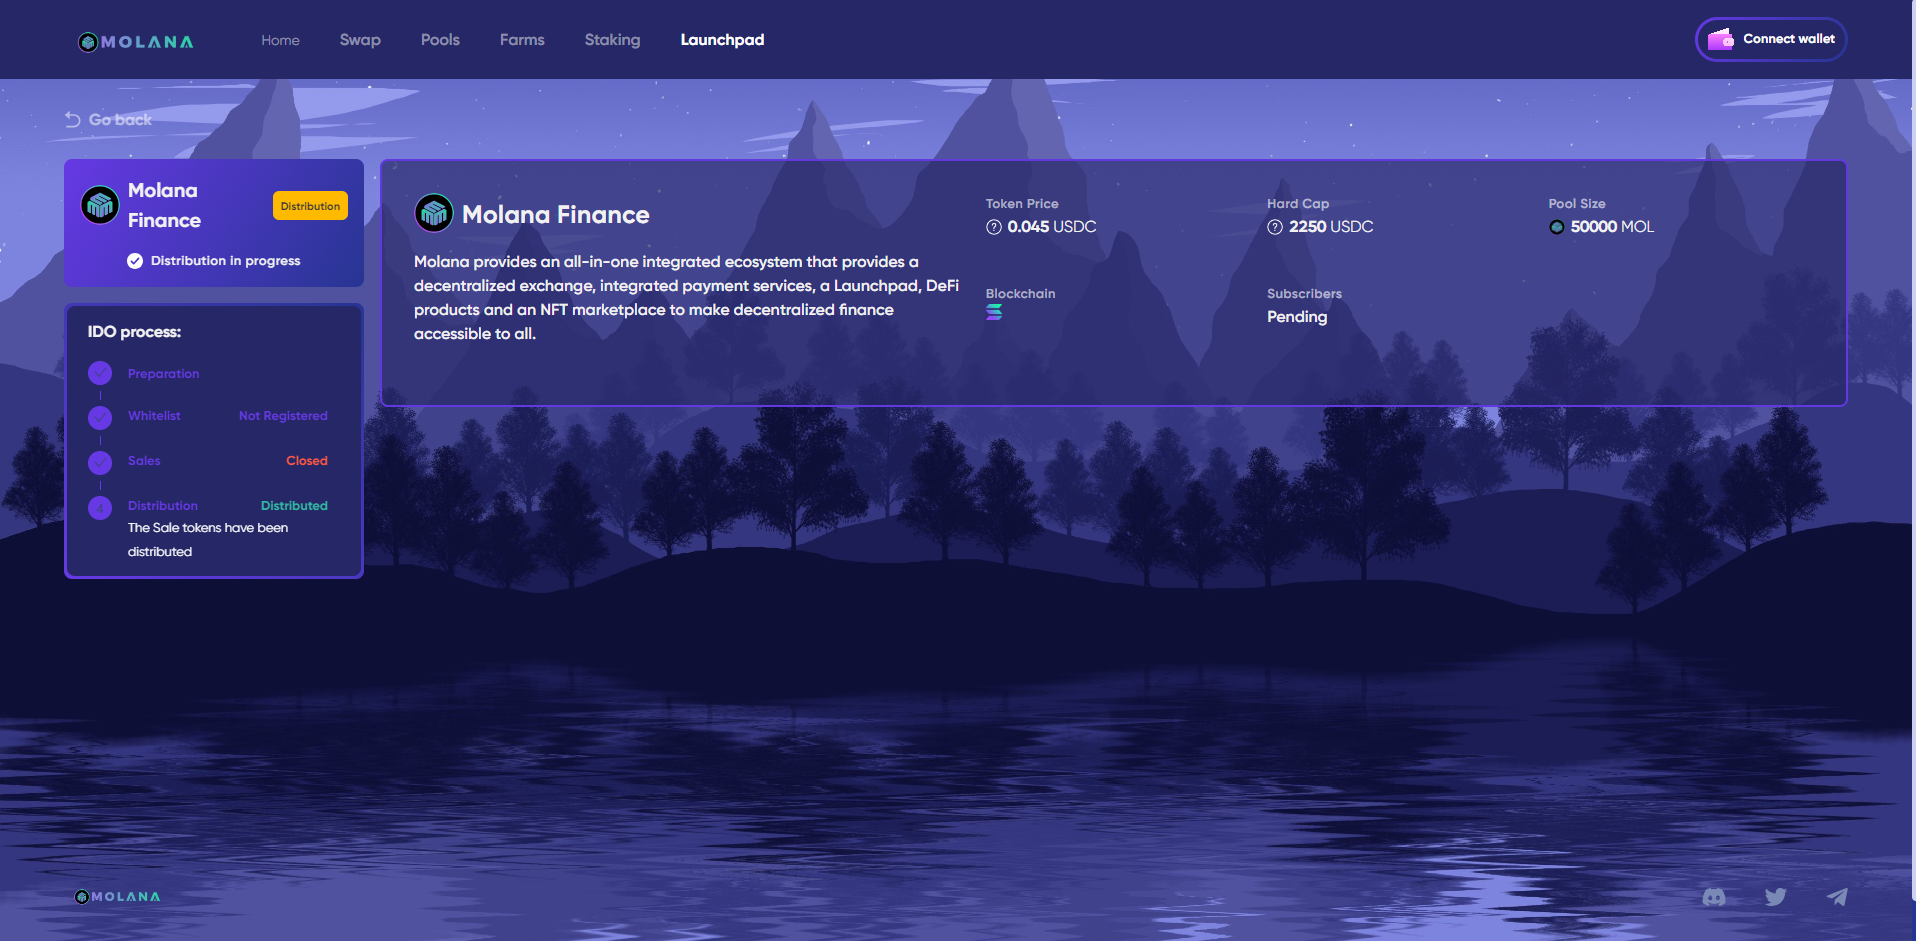 MOLANA
Home Swap Pools Farms Staking Launchpad
Connect wallet
Go back
Molana
Finance
Distribution
Distribution in progress
IDO process:
Preparation
Whitelist Not Registered
Sales Closed
4 Distribution Distributed
The Sale tokens have been
distributed
Molana Finance
Molana provides an all-in-one integrated ecosystem that provides a
decentralized exchange, integrated payment services, a Launchpad, DeFi
products and an NFT marketplace to make decentralized finance
accessible to all.
Token Price
? 0.045 USDC
Hard Cap
? 2250 USDC
Pool Size
50000 MOL
Blockchain
Subscribers
Pending
MOLANA